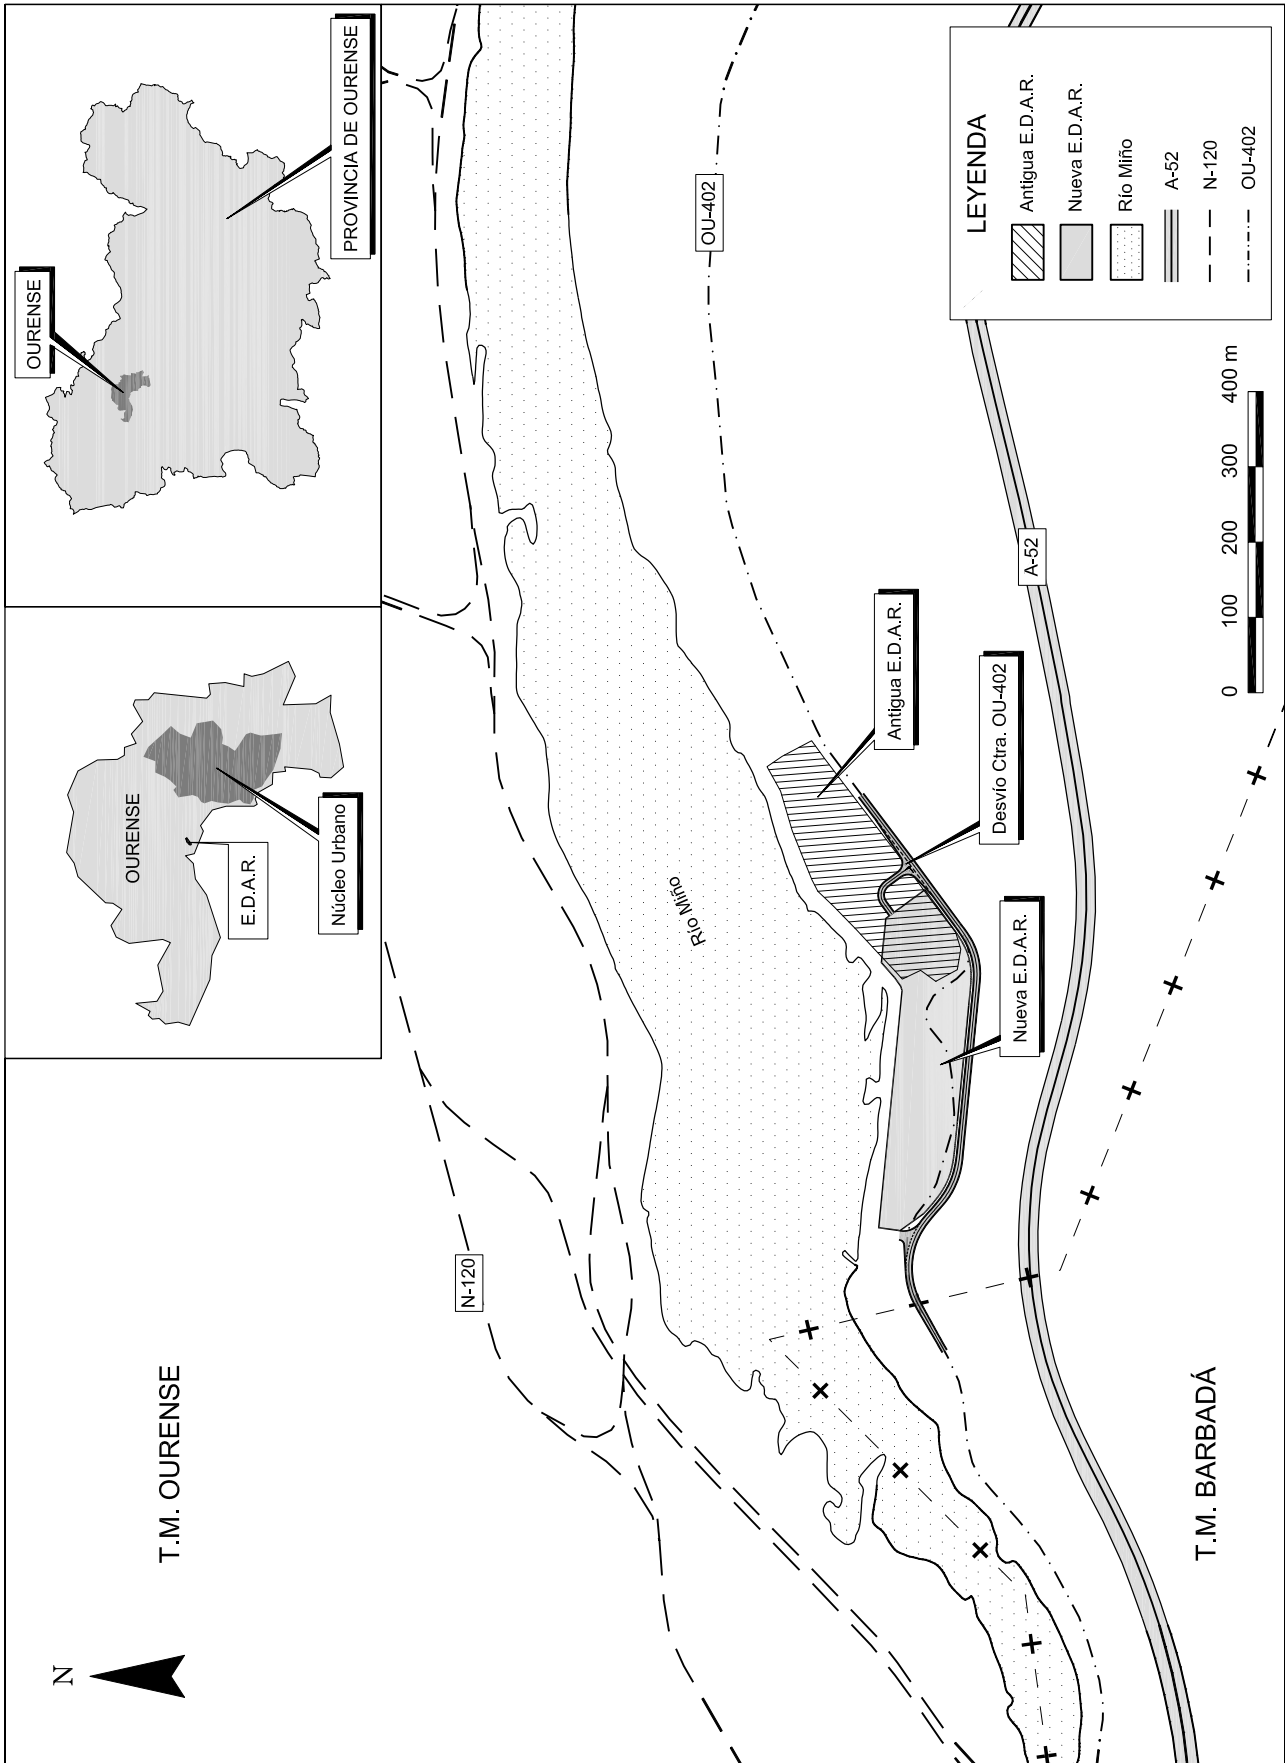 N
T.M. OURENSE
OURENSE
E.D.A.R.
Núcleo Urbano
OURENSE
PROVINCIA DE OURENSE
N-120
Río Miño
OU-402
Antigua E.D.A.R.
Desvío Ctra. OU-402
Nueva E.D.A.R.
A-52
T.M. BARBADÁ
0 100 200 300 400 m
LEYENDA
Antigua E.D.A.R.
Nueva E.D.A.R.
Río Miño
A-52
N-120
OU-402